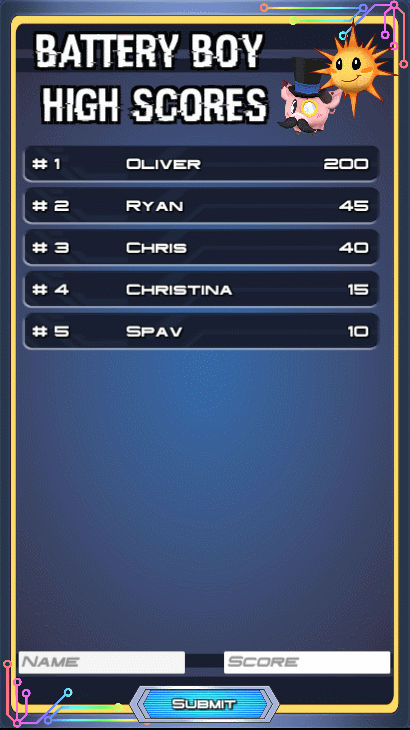 BATTERY BOY
HIGH SCORES
# 1 Oliver 200
# 2 Ryan 45
# 3 Chris 40
# 4 Christina 15
# 5 Spav 10
Name Score
Submit